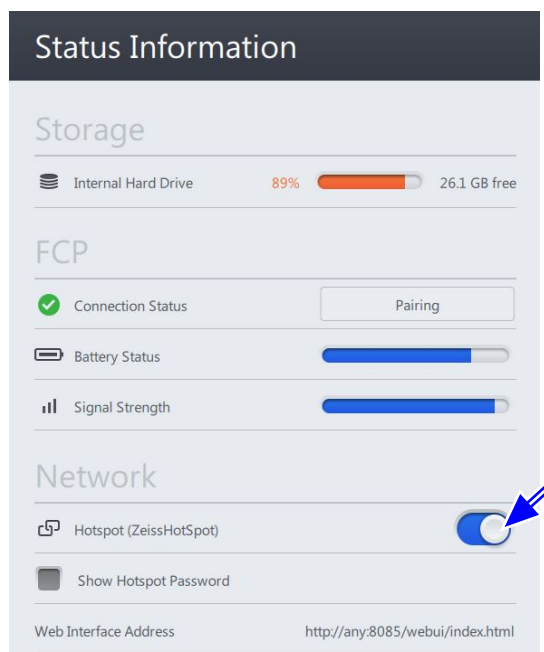 Status Information
Storage
Internal Hard Drive 89% 26.1 GB free
FCP
Connection Status Pairing
Battery Status
Signal Strength
Network
Hotspot (ZeissHotSpot)
Show Hotspot Password
Web Interface Address http://any:8085/webui/index.html